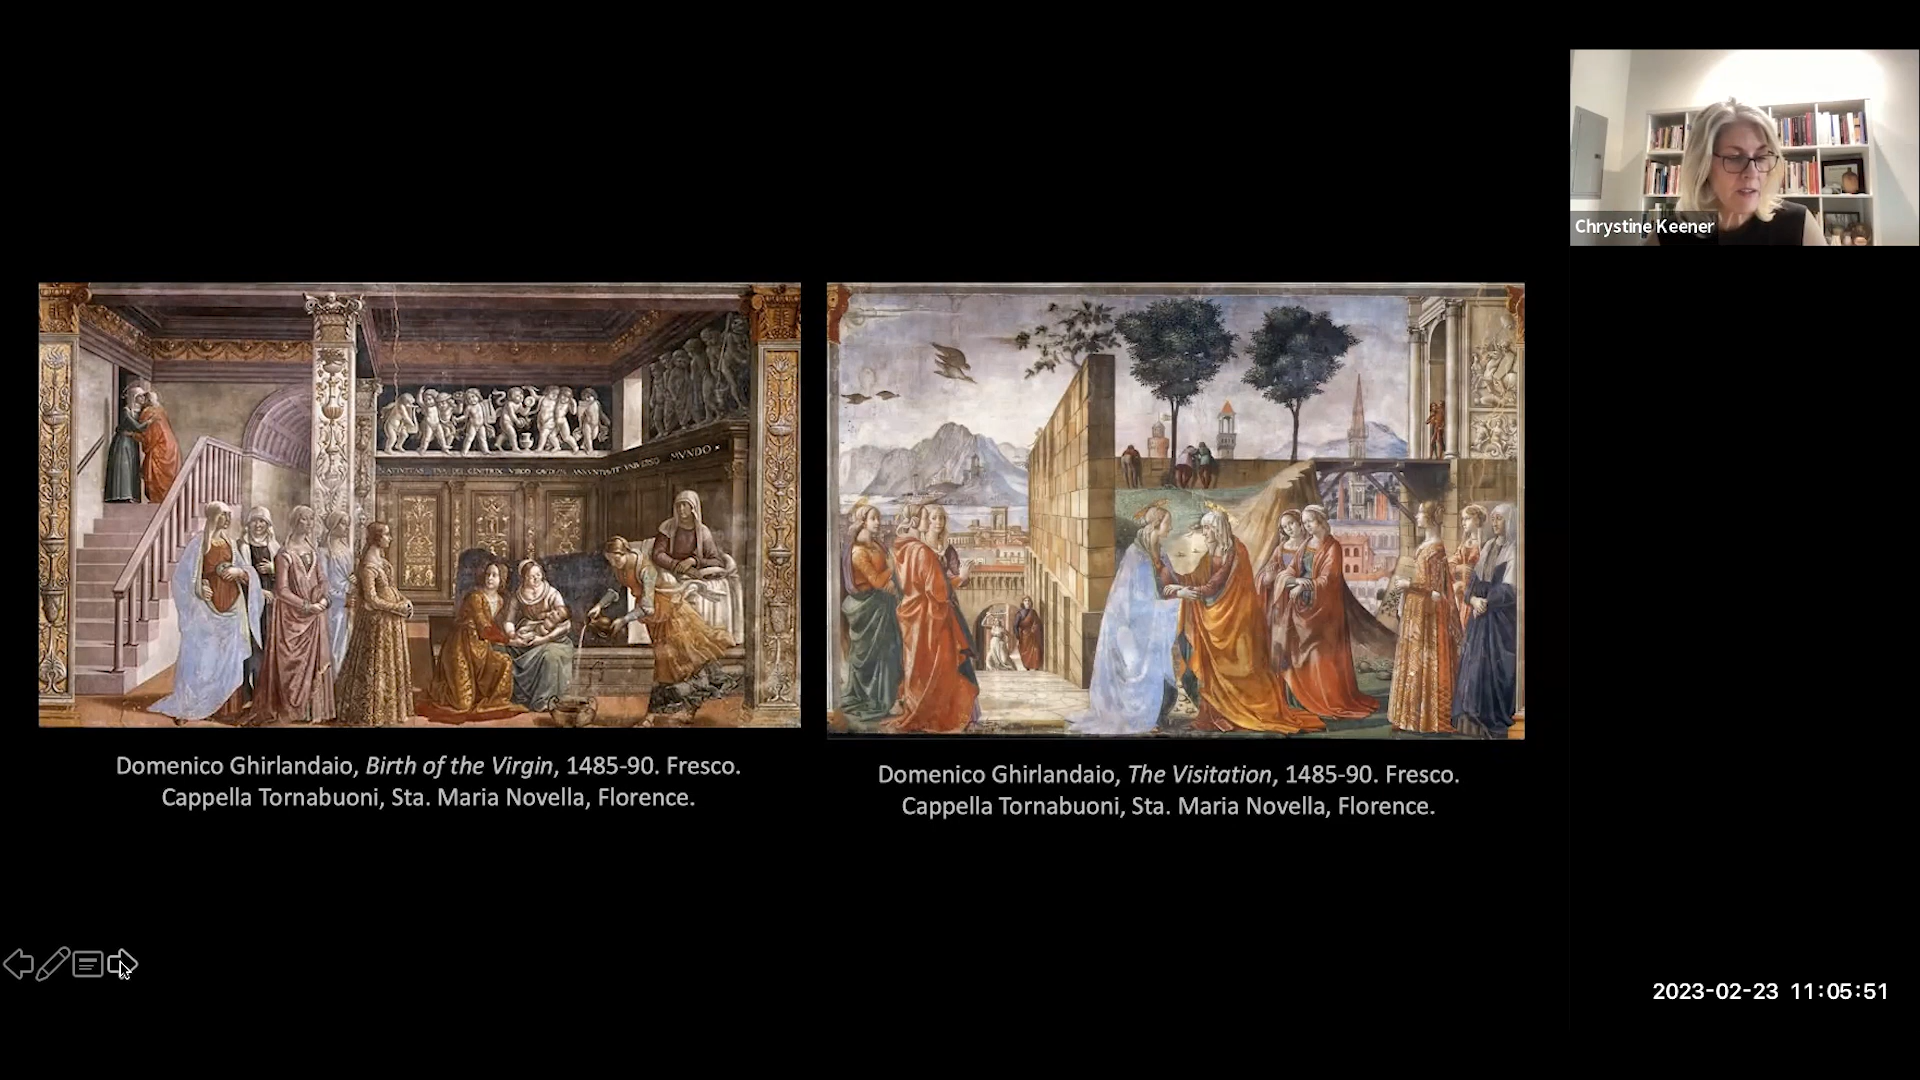 Chrystine Keener
MVNDO
Domenico Ghirlandaio, Birth of the Virgin, 1485-90. Fresco.
Cappella Tornabuoni, Sta. Maria Novella, Florence.
Domenico Ghirlandaio, The Visitation, 1485-90. Fresco.
Cappella Tornabuoni, Sta. Maria Novella, Florence.
2023-02-23 11:05:51